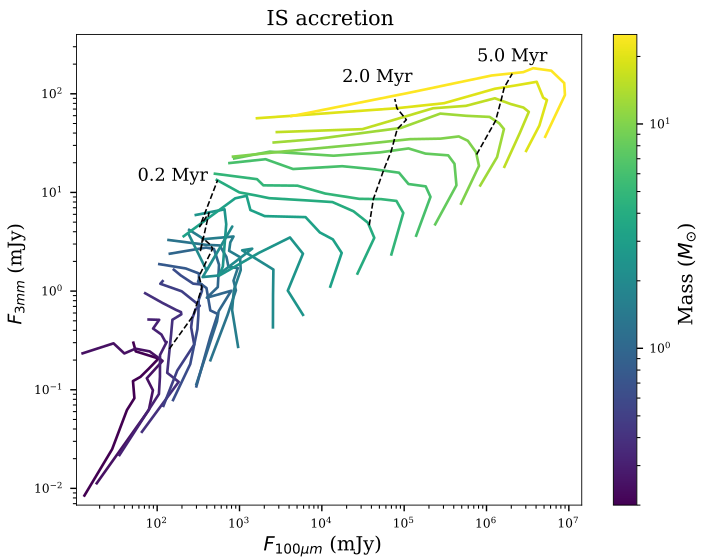 IS accretion
5.0 Myr
2.0 Myr
0.2 Myr
10²
10¹
10⁰
10⁻¹
10⁻²
F₃ₘₘ (mJy)
10² 10³ 10⁴ 10⁵ 10⁶ 10⁷
F₁₀₀μₘ (mJy)
10¹
10⁰
Mass (M⊙)